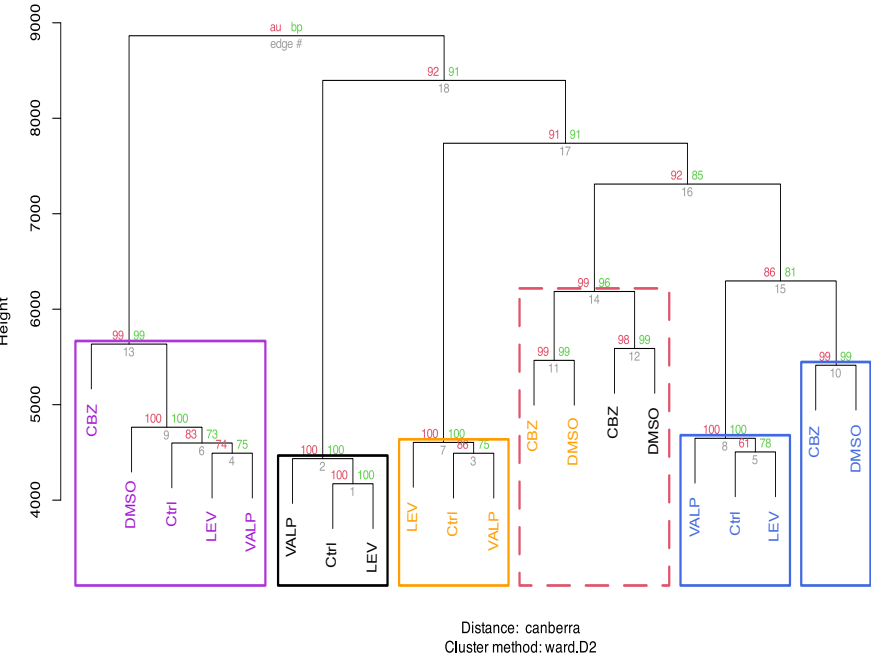 9000
au bp
edge #
92 91
18
8000
91 91
17
92 85
16
7000
86 81
15
Height
6000
99 96
14
99 99
13
98 99
12
99 99
11
99 99
10
5000
CBZ
CBZ
DMSO
CBZ
DMSO
CBZ
DMSO
100 100
9
83 73
6
74 75
4
100 100
2
100 100
1
100 100
7
86 75
3
100 100
8
61 78
5
4000
DMSO
Ctrl
LEV
VALP
VALP
Ctrl
LEV
LEV
Ctrl
VALP
VALP
Ctrl
LEV
Distance: canberra
Cluster method: ward.D2